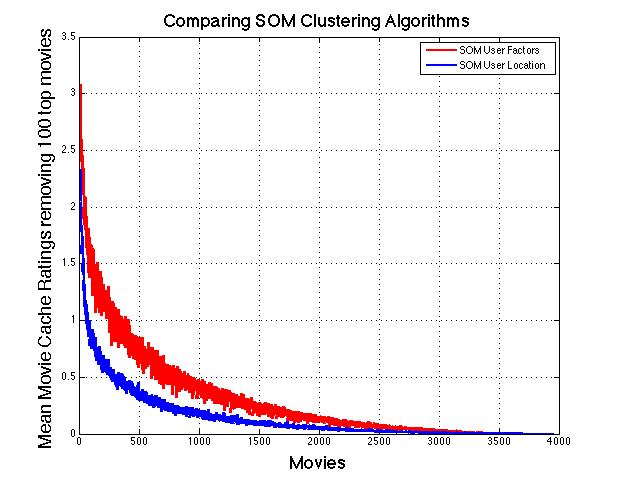 Comparing SOM Clustering Algorithms
Mean Movie Cache Ratings removing 100 top movies
3.5
3
2.5
2
1.5
1
0.5
0
SOM User Factors
SOM User Location
0 500 1000 1500 2000 2500 3000 3500 4000
Movies